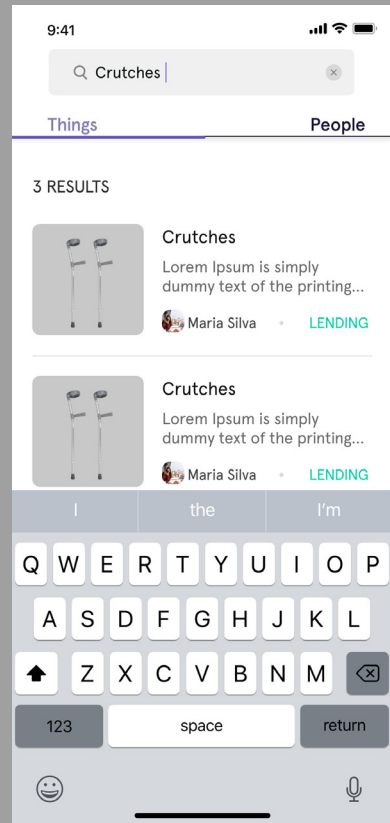 9:41
Crutches
Things People
3 RESULTS
Crutches
Lorem Ipsum is simply
dummy text of the printing...
Maria Silva • LENDING
Crutches
Lorem Ipsum is simply
dummy text of the printing...
Maria Silva • LENDING
I the I'm
Q W E R T Y U I O P
A S D F G H J K L
Z X C V B N M
123 space return